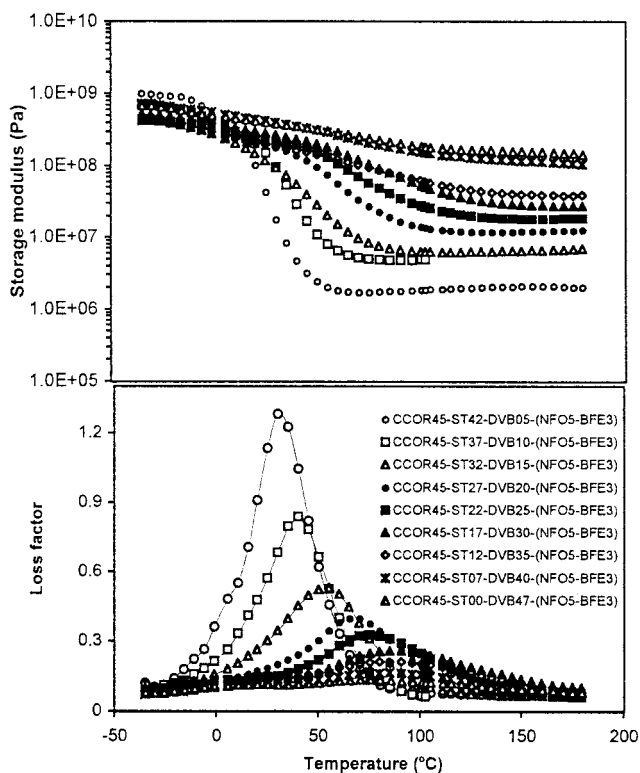 1.0E+10
1.0E+09
1.0E+08
1.0E+07
1.0E+06
1.0E+05
Storage modulus (Pa)
1.2
0.9
0.6
0.3
0
Loss factor
CCOR45-ST42-DVB05-(NFO5-BFE3)
CCOR45-ST37-DVB10-(NFO5-BFE3)
CCOR45-ST32-DVB15-(NFO5-BFE3)
CCOR45-ST27-DVB20-(NFO5-BFE3)
CCOR45-ST22-DVB25-(NFO5-BFE3)
CCOR45-ST17-DVB30-(NFO5-BFE3)
CCOR45-ST12-DVB35-(NFO5-BFE3)
CCOR45-ST07-DVB40-(NFO5-BFE3)
CCOR45-ST00-DVB47-(NFO5-BFE3)
-50 0 50 100 150 200
Temperature (°C)